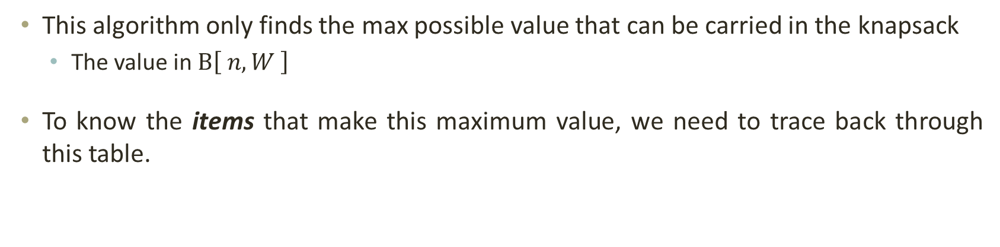 • This algorithm only finds the max possible value that can be carried in the knapsack
• The value in B[ n, W ]
• To know the items that make this maximum value, we need to trace back through
this table.